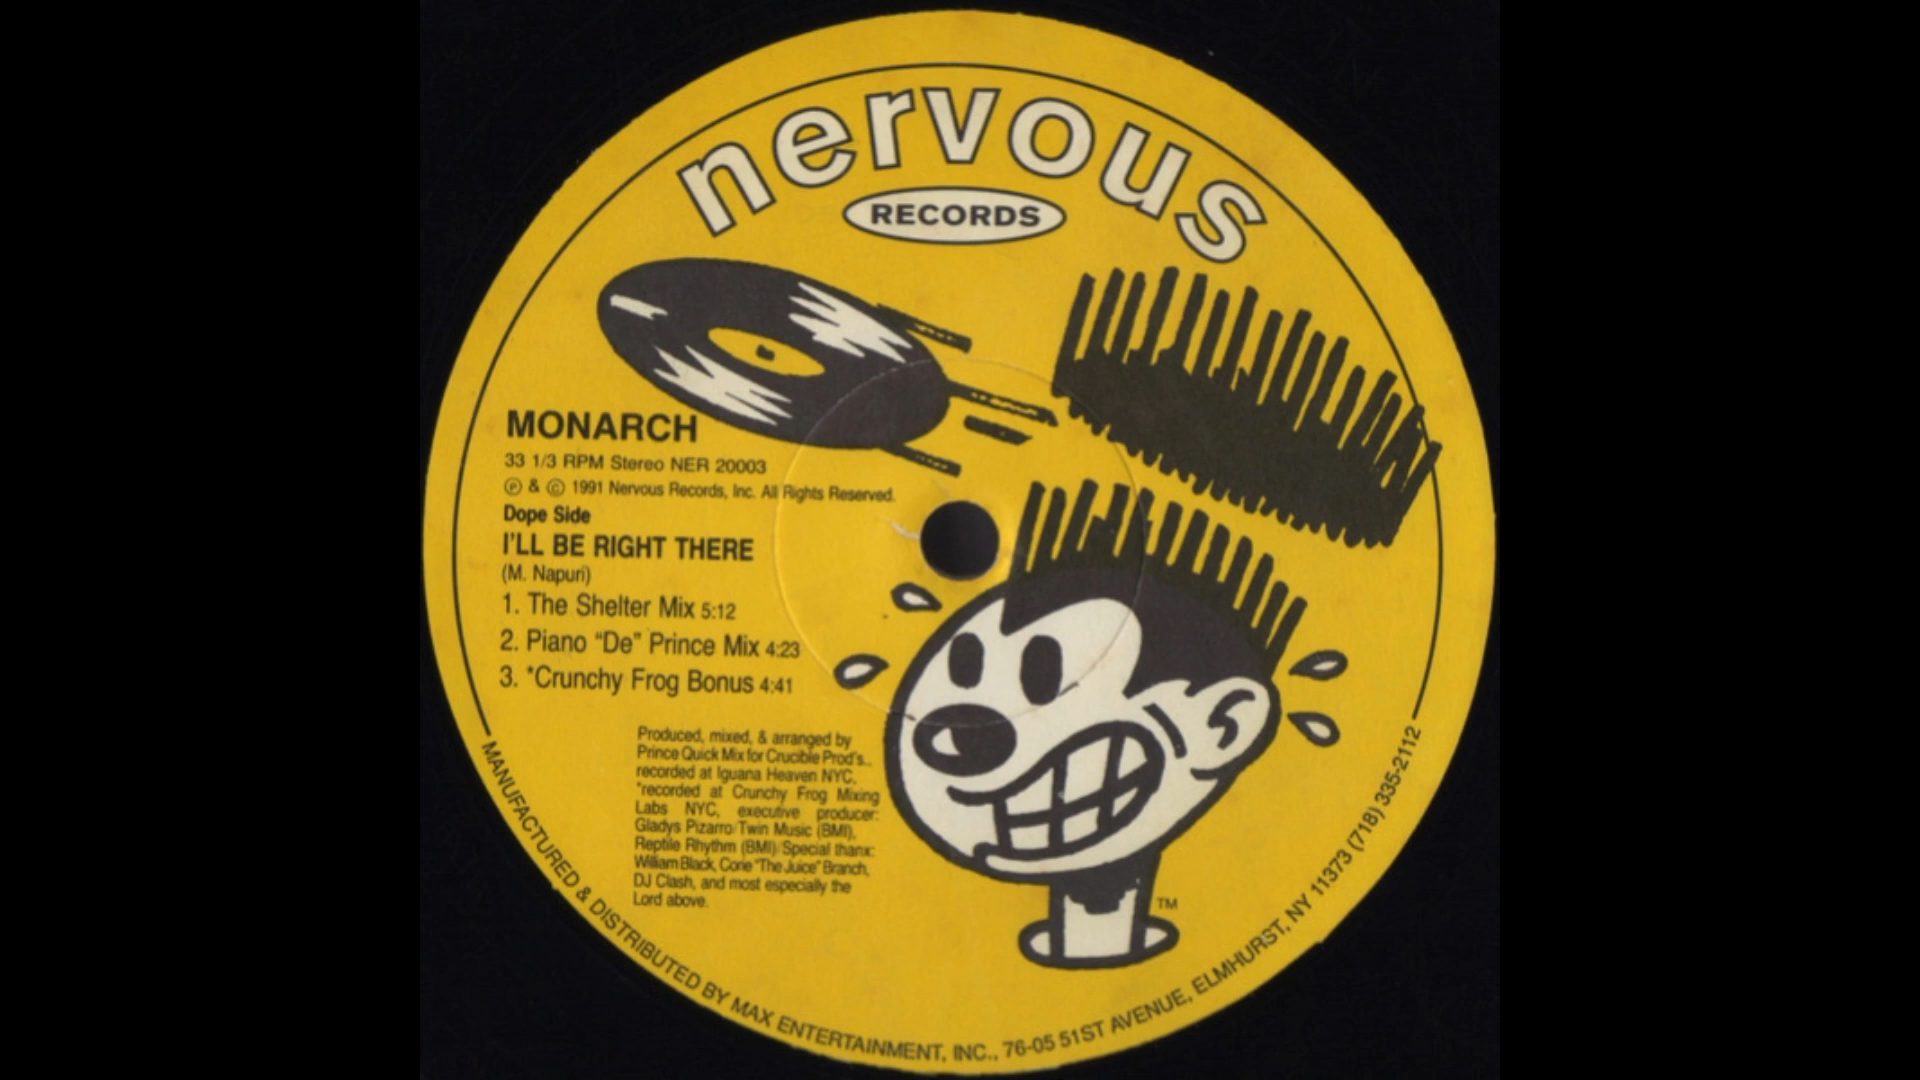 nervous
RECORDS
MONARCH
33 1/3 RPM Stereo NER 20003
Ⓟ & © 1991 Nervous Records, Inc. All Rights Reserved.
Dope Side
I'LL BE RIGHT THERE
(M. Napuri)
1. The Shelter Mix 5:12
2. Piano "De" Prince Mix 4:23
3. *Crunchy Frog Bonus 4:41
Produced, mixed, & arranged by
Prince Quick Mix for Crucible Prod's.,
recorded at Iguana Heaven NYC,
*recorded at Crunchy Frog Mixing
Labs NYC, executive producer:
Gladys Pizarro/Twin Music (BMI),
Reptile Rhythm (BMI)/Special thanx:
William Black, Corie "The Juice" Branch,
DJ Clash, and most especially the
Lord above.
TM
MANUFACTURED & DISTRIBUTED BY MAX ENTERTAINMENT, INC., 76-05 51ST AVENUE, ELMHURST, NY 11373 (718) 335-2112